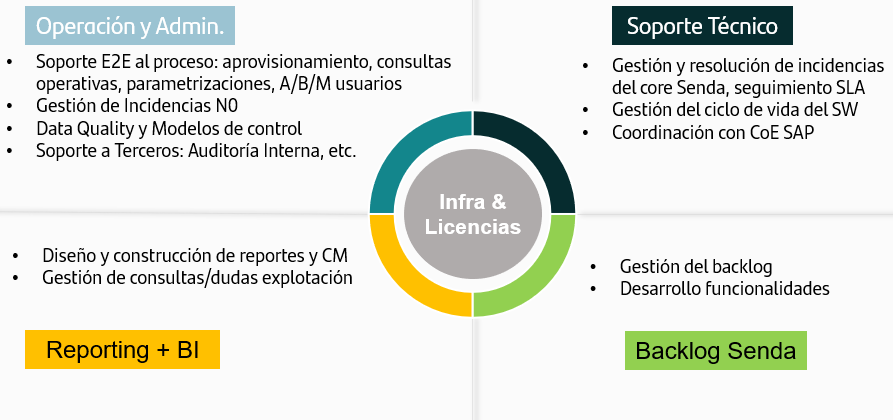 Operación y Admin.
• Soporte E2E al proceso: aprovisionamiento, consultas
operativas, parametrizaciones, A/B/M usuarios
• Gestión de Incidencias N0
• Data Quality y Modelos de control
• Soporte a Terceros: Auditoría Interna, etc.
Soporte Técnico
• Gestión y resolución de incidencias
del core Senda, seguimiento SLA
• Gestión del ciclo de vida del SW
• Coordinación con CoE SAP
Infra &
Licencias
• Diseño y construcción de reportes y CM
• Gestión de consultas/dudas explotación
Reporting + BI
• Gestión del backlog
• Desarrollo funcionalidades
Backlog Senda